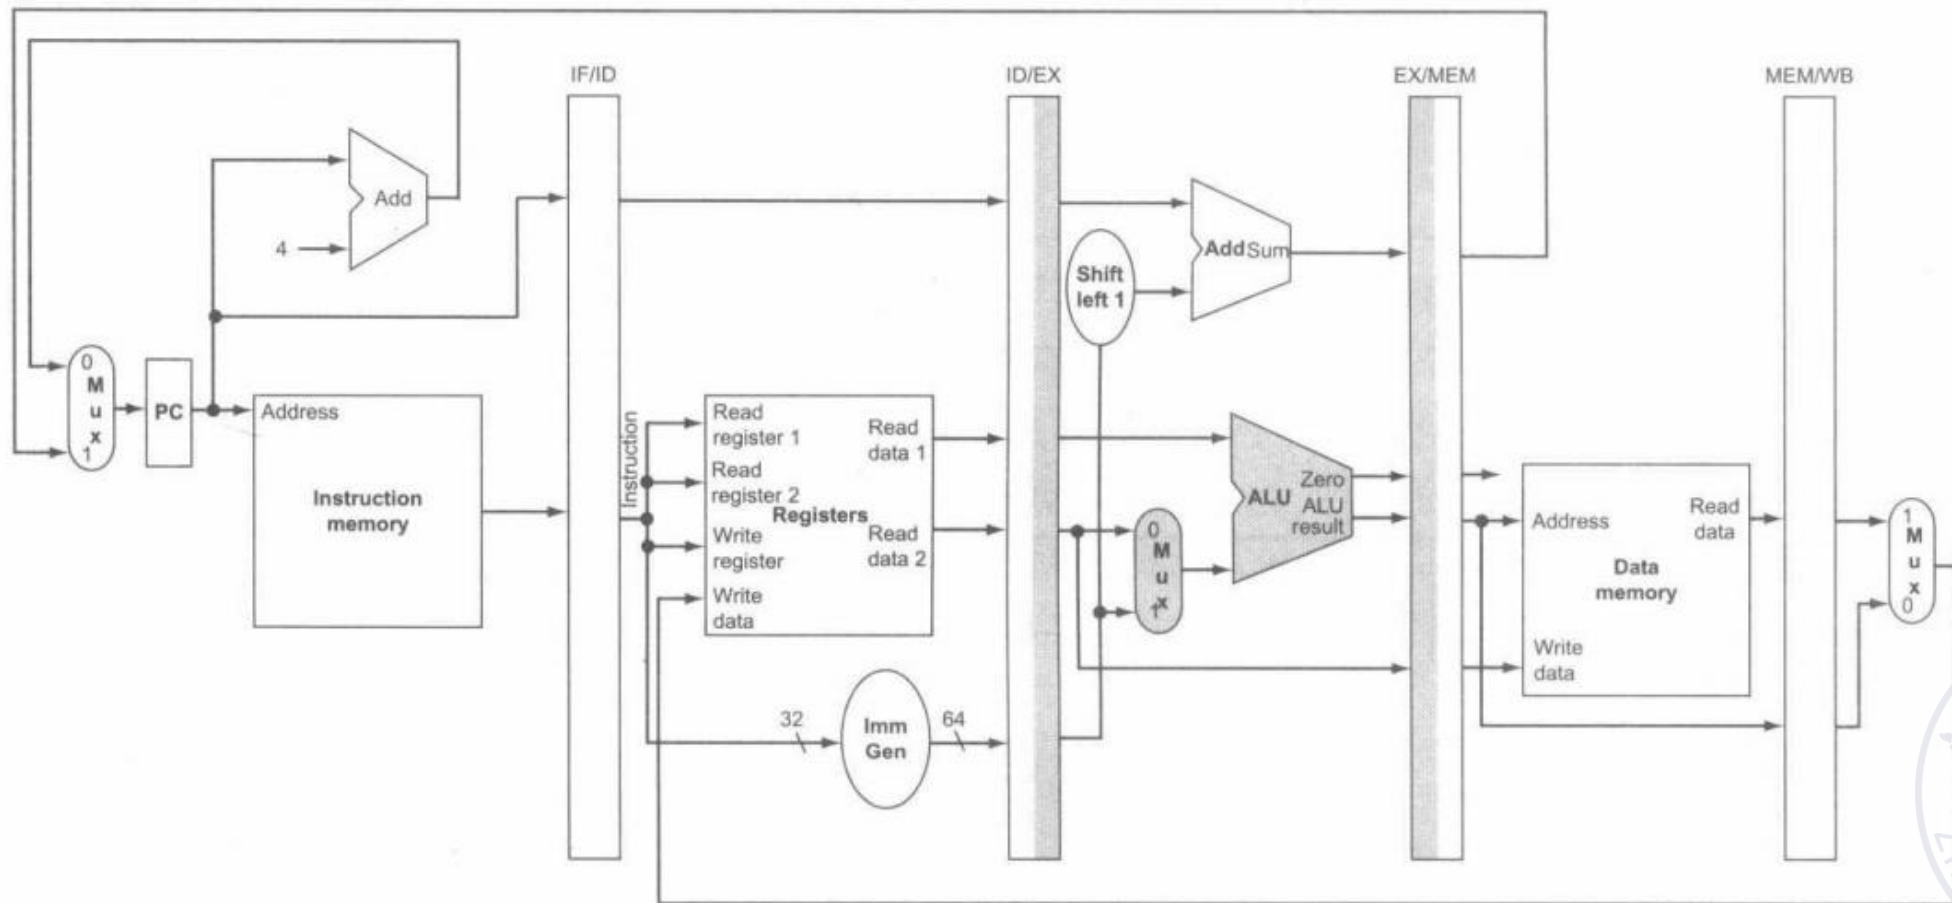 IF/ID
ID/EX
EX/MEM
MEM/WB
Add
4
Add Sum
Shift
left 1
0
M
u
x
1
PC
Address
Instruction
memory
Instruction
Read
register 1
Read
register 2
Write
register
Write
data
Registers
Read
data 1
Read
data 2
32
Imm
Gen
64
0
M
u
x
1
ALU
Zero
ALU
result
Address
Read
data
Data
memory
Write
data
1
M
u
x
0